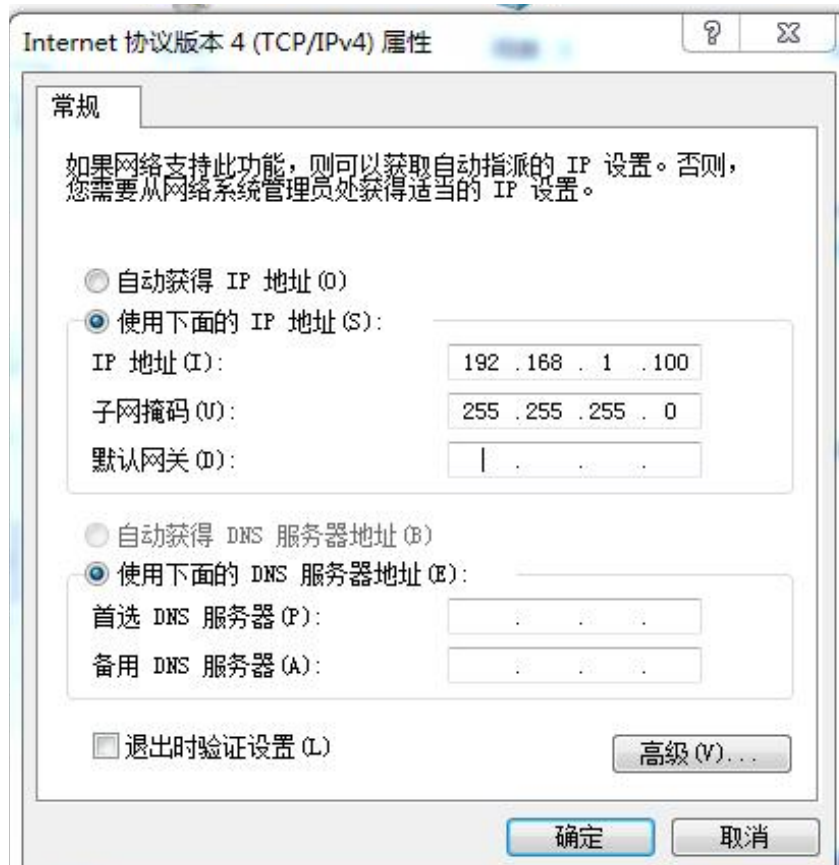 Internet 协议版本 4 (TCP/IPv4) 属性
常规
如果网络支持此功能，则可以获取自动指派的 IP 设置。否则，
您需要从网络系统管理员处获得适当的 IP 设置。
自动获得 IP 地址(O)
使用下面的 IP 地址(S):
IP 地址(I): 192 .168 . 1 .100
子网掩码(U): 255 .255 .255 . 0
默认网关(D): . . .
自动获得 DNS 服务器地址(B)
使用下面的 DNS 服务器地址(E):
首选 DNS 服务器(P): . . .
备用 DNS 服务器(A): . . .
退出时验证设置(L)
高级(V)...
确定 取消